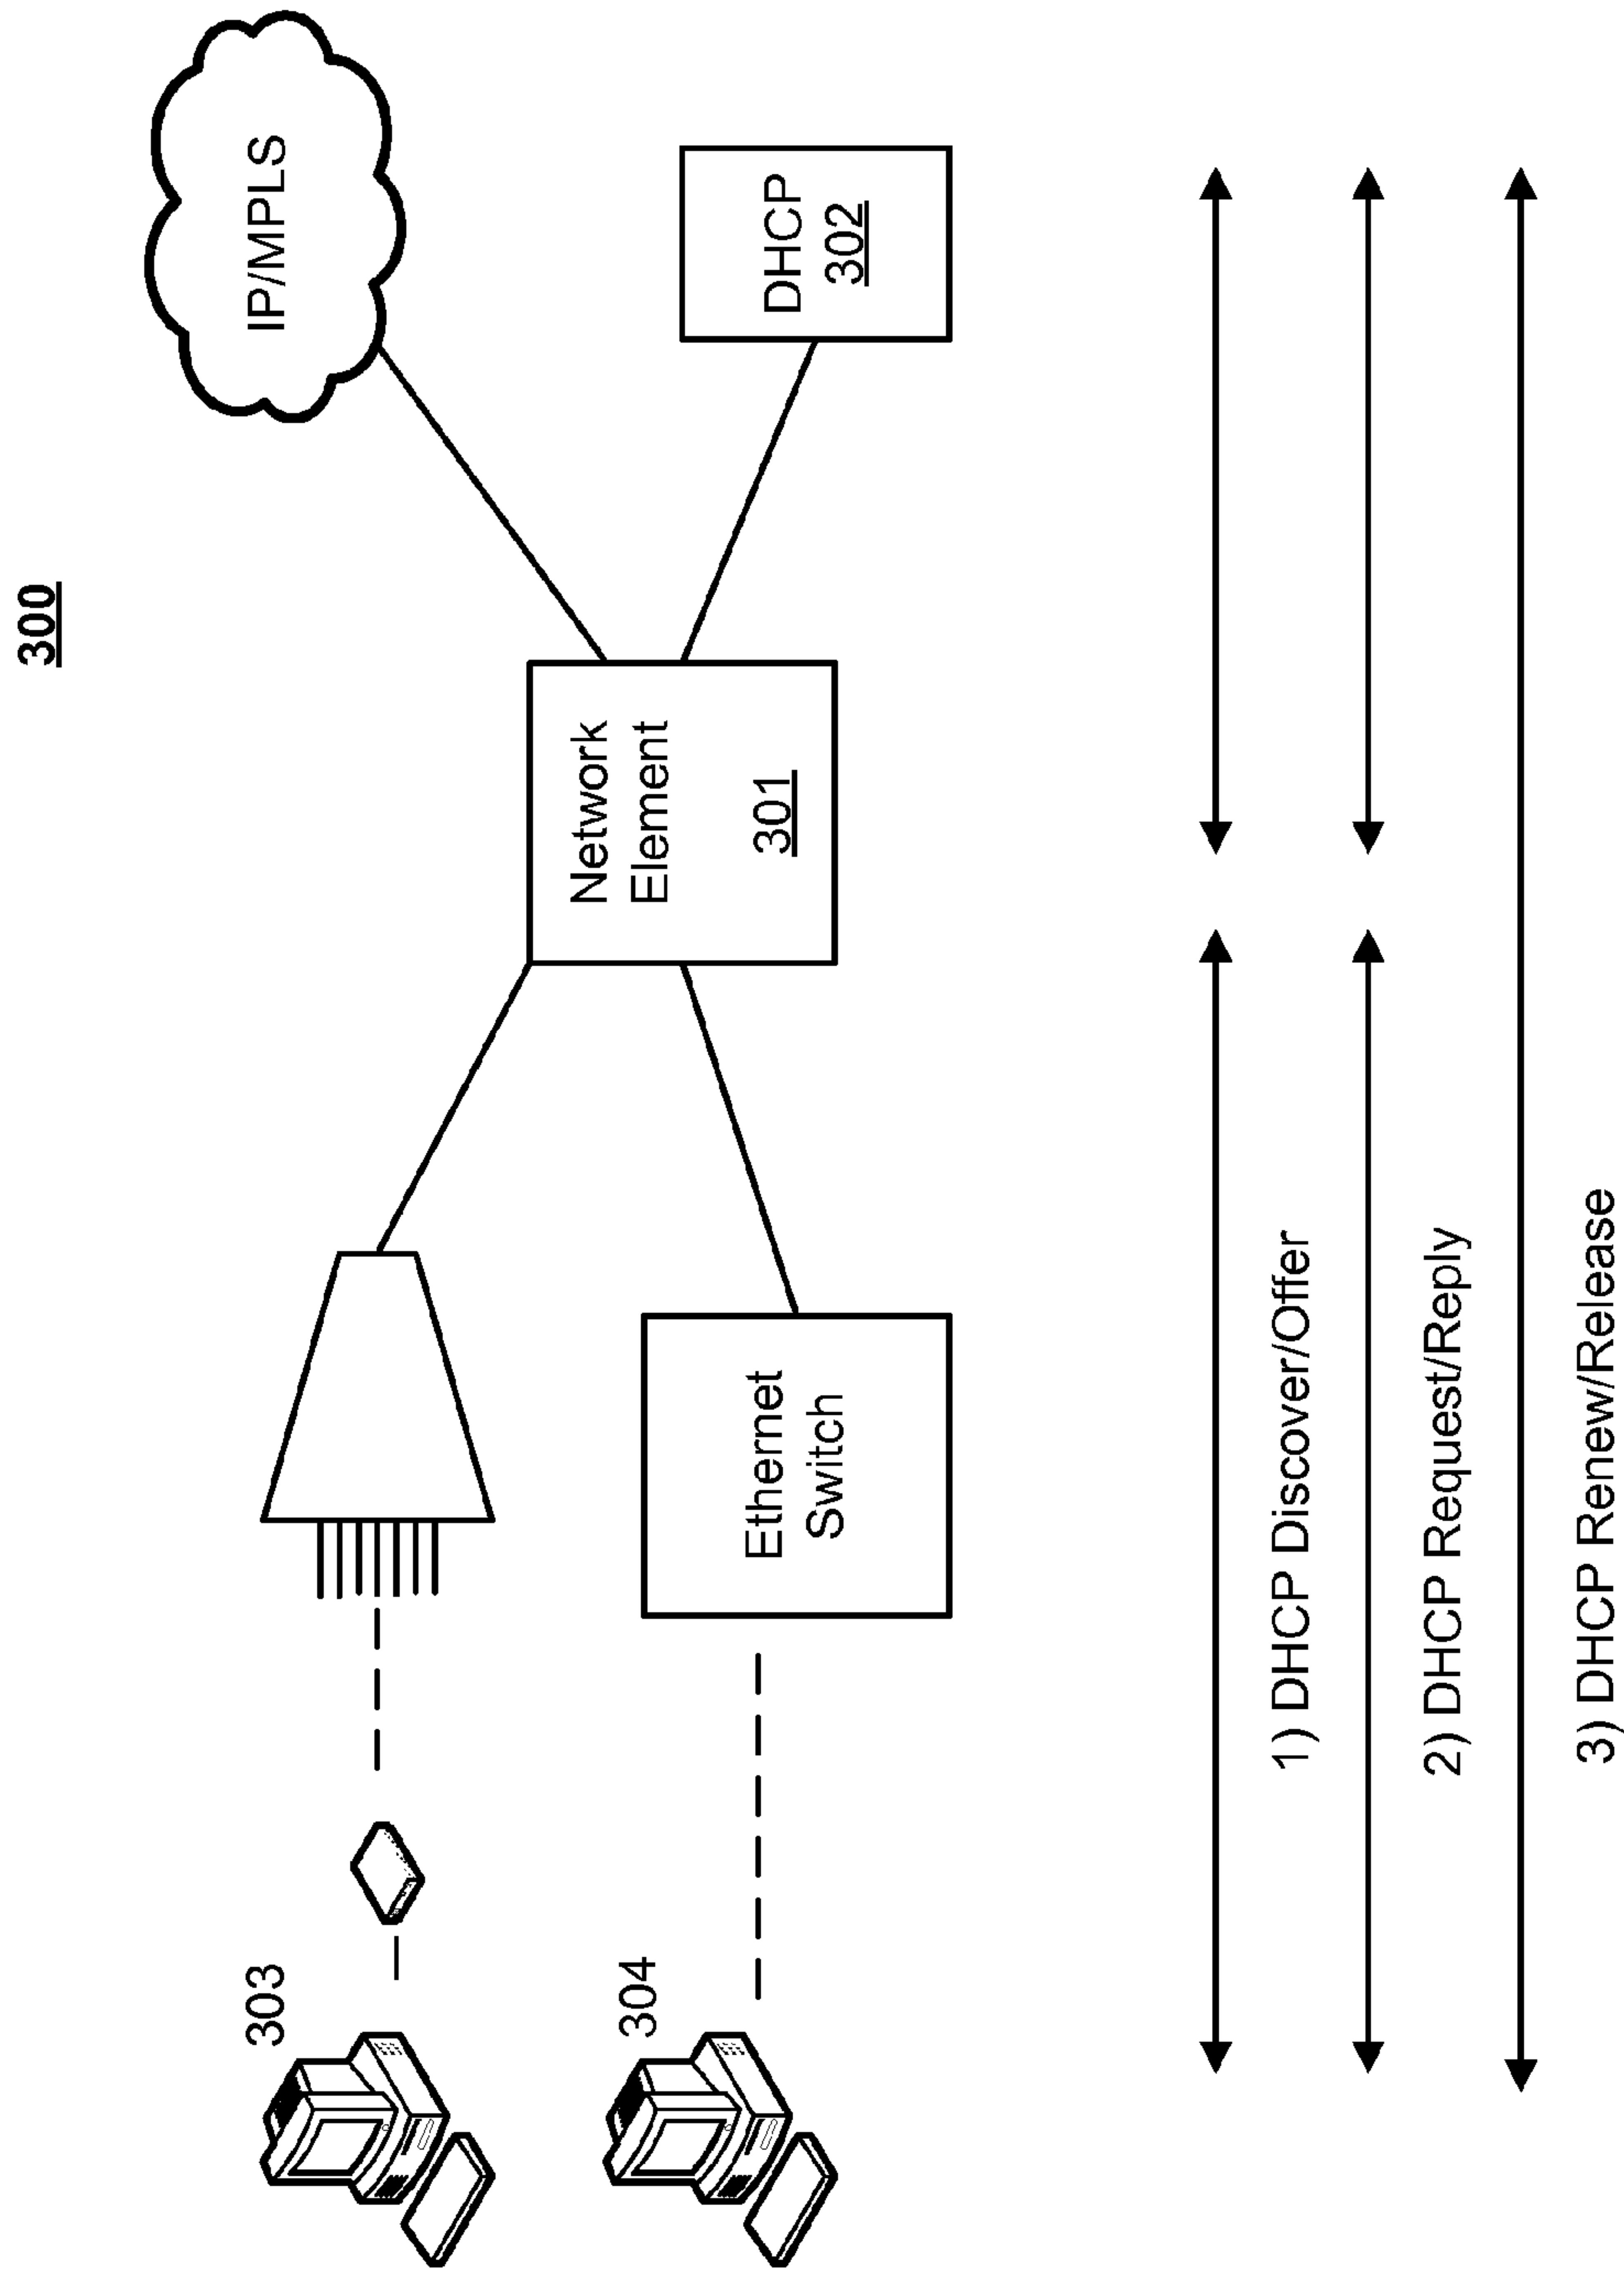 300
IP/MPLS
303
Network
Element
301
DHCP
302
304
Ethernet
Switch
1) DHCP Discover/Offer
2) DHCP Request/Reply
3) DHCP Renew/Release